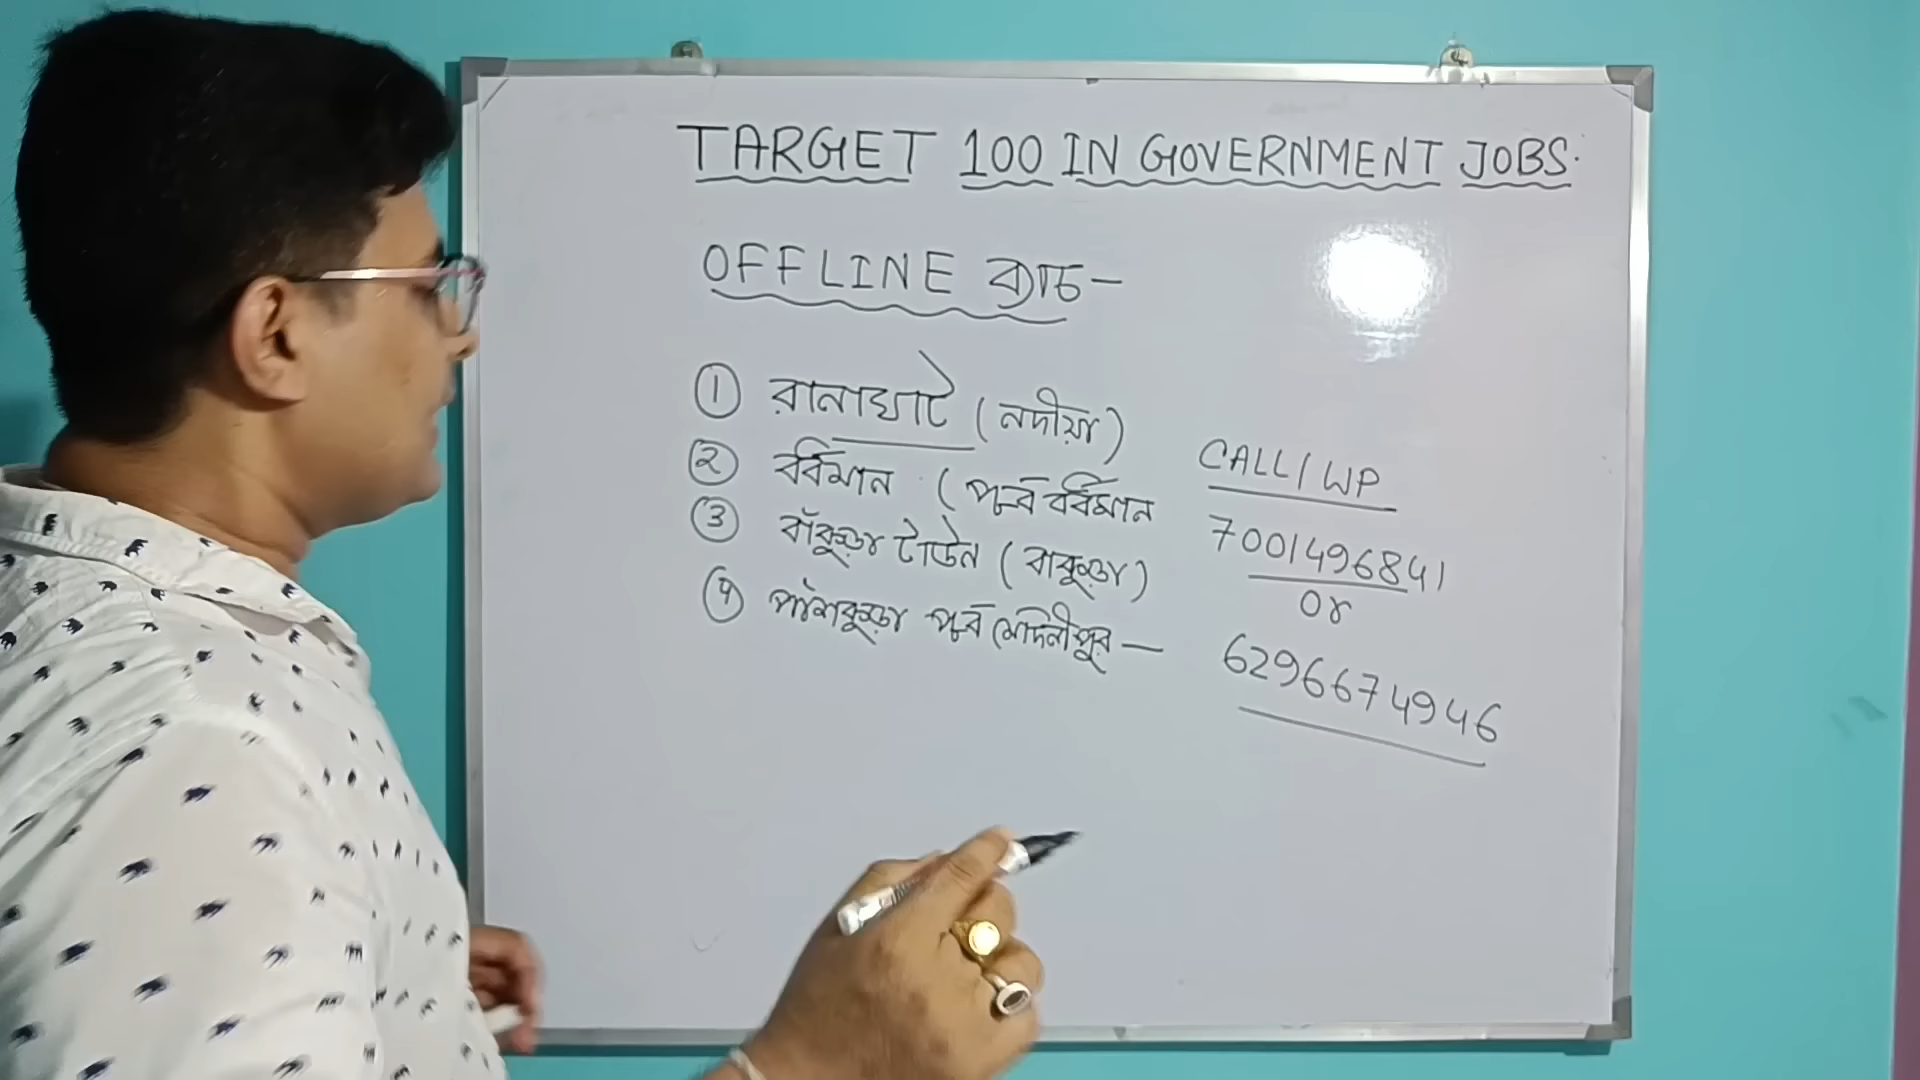 TARGET 100 IN GOVERNMENT JOBS.
OFFLINE ব্যাচ-
① রানাঘাট (নদীয়া)
② বর্ধমান (পূর্ব বর্ধমান
③ বাঁকুড়া টাউন (বাকুড়া)
④ পাঁশকুড়া পূর্ব মেদিনীপুর —
CALL/WP
7001496841
or
6296674946